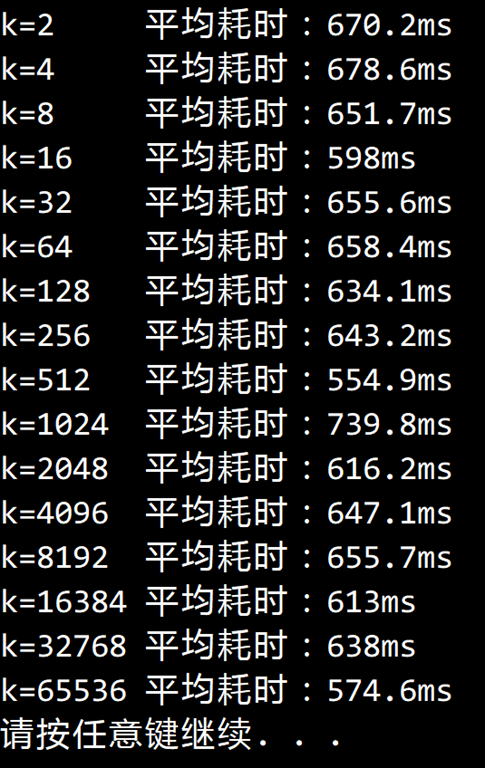 k=2 平均耗时：670.2ms
k=4 平均耗时：678.6ms
k=8 平均耗时：651.7ms
k=16 平均耗时：598ms
k=32 平均耗时：655.6ms
k=64 平均耗时：658.4ms
k=128 平均耗时：634.1ms
k=256 平均耗时：643.2ms
k=512 平均耗时：554.9ms
k=1024 平均耗时：739.8ms
k=2048 平均耗时：616.2ms
k=4096 平均耗时：647.1ms
k=8192 平均耗时：655.7ms
k=16384 平均耗时：613ms
k=32768 平均耗时：638ms
k=65536 平均耗时：574.6ms
请按任意键继续. . .